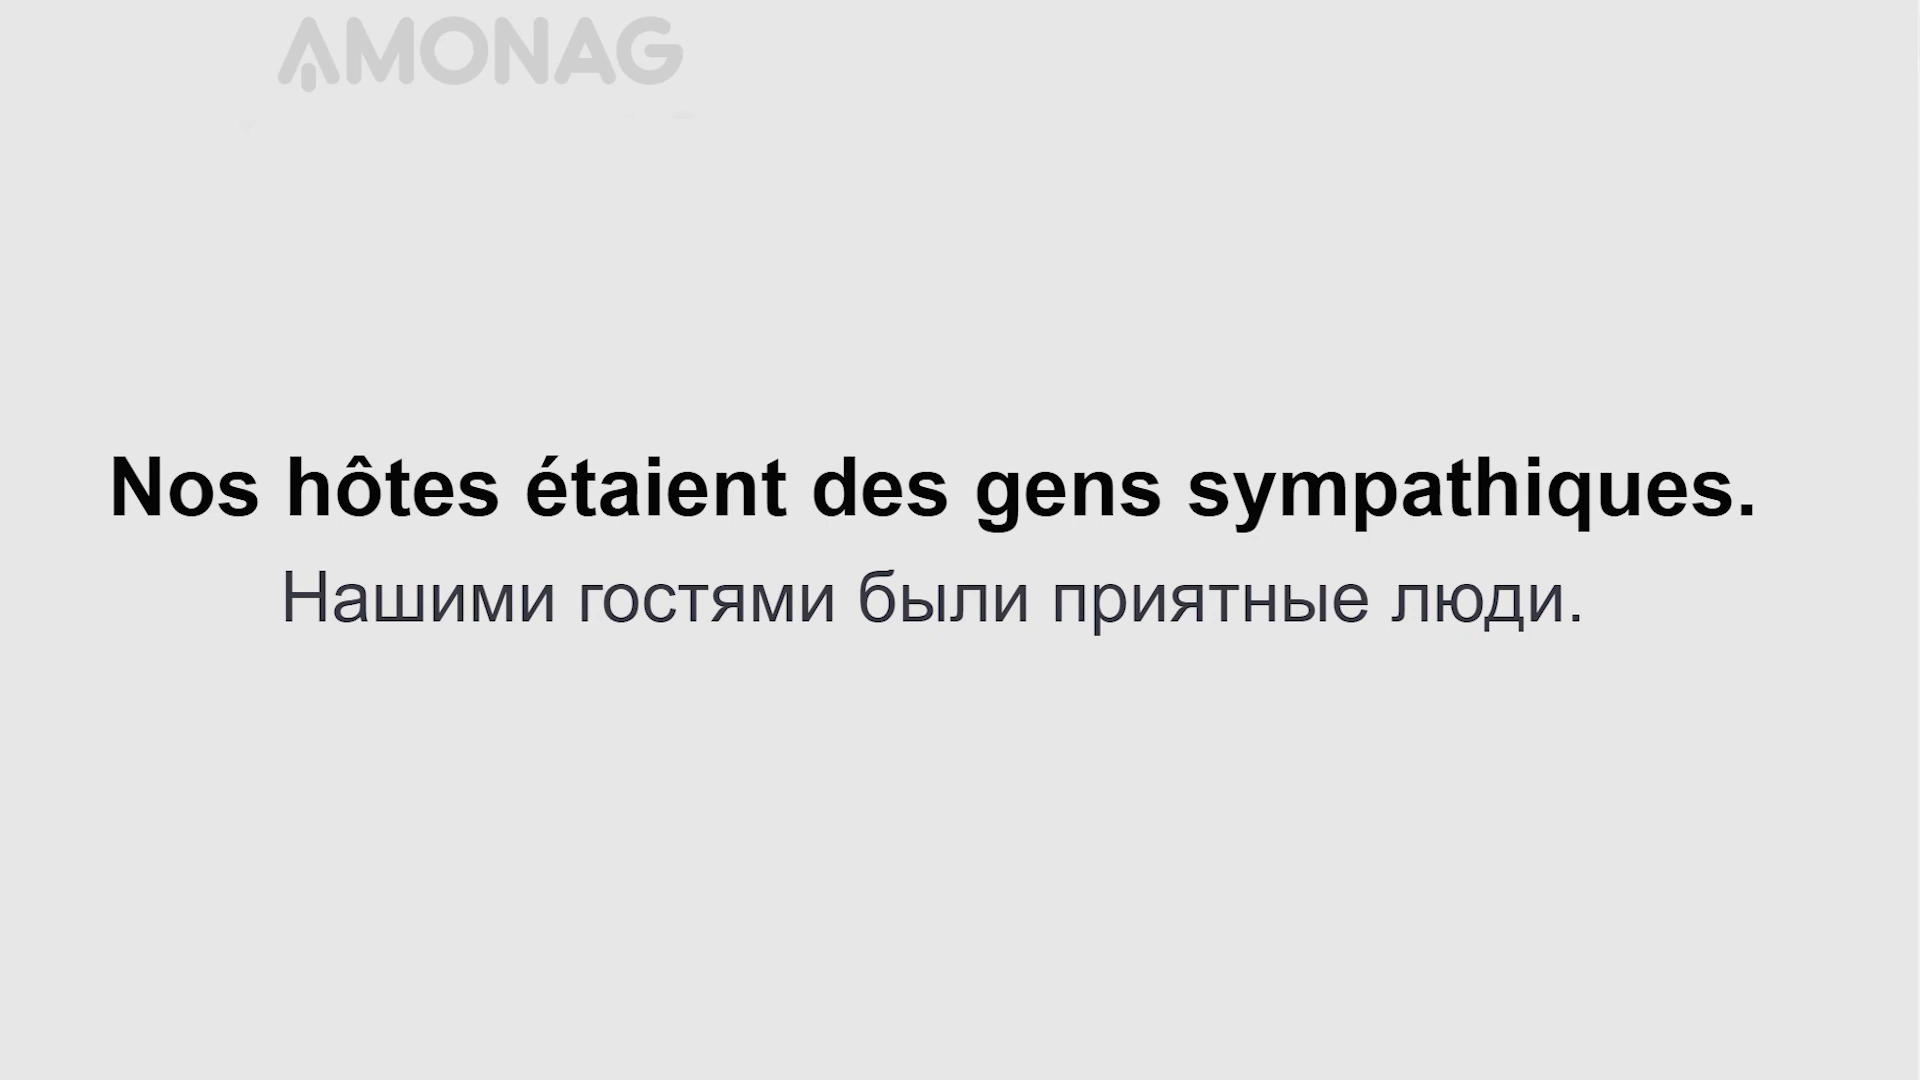 AMONAG
Nos hôtes étaient des gens sympathiques.
Нашими гостями были приятные люди.